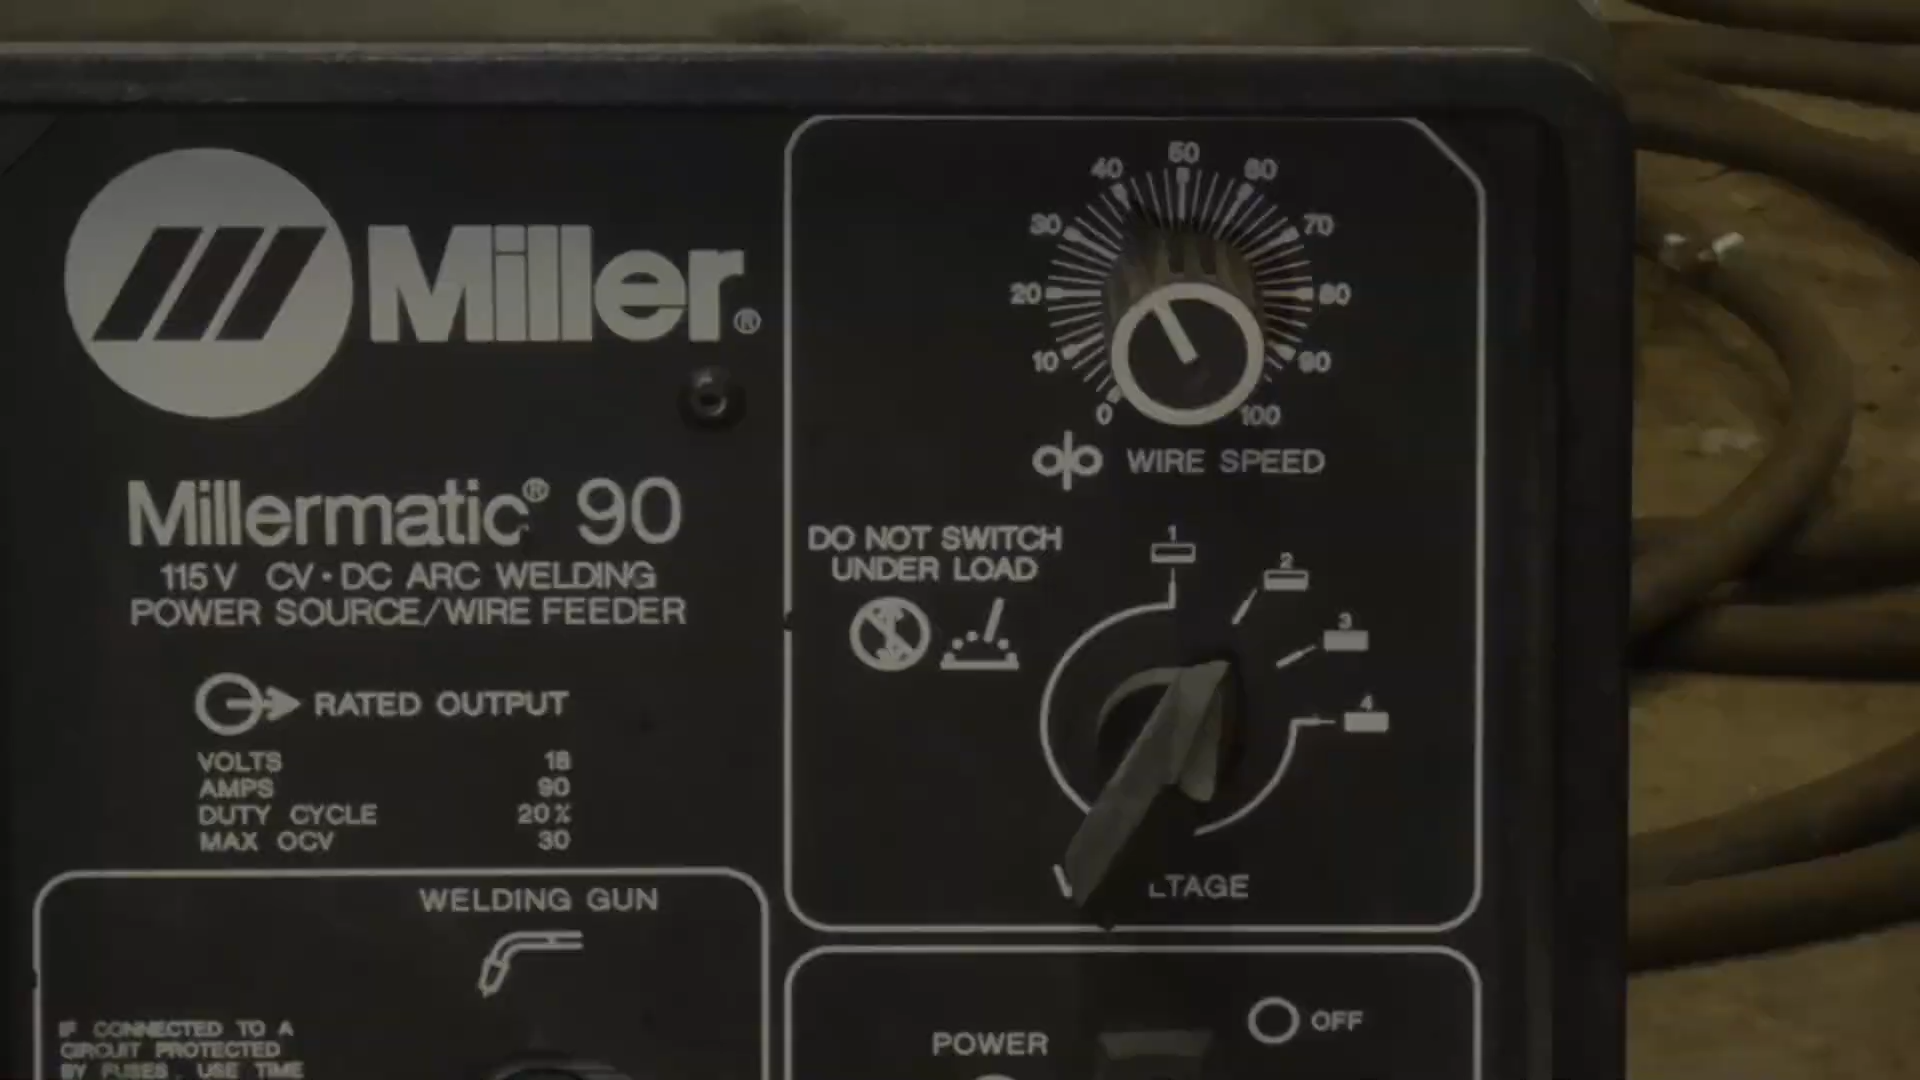 Miller®
Millermatic® 90
115 V CV·DC ARC WELDING
POWER SOURCE/WIRE FEEDER
RATED OUTPUT
VOLTS 18
AMPS 90
DUTY CYCLE 20%
MAX OCV 30
WELDING GUN
IF CONNECTED TO A
CIRCUIT PROTECTED
BY FUSES, USE TIME
0 10 20 30 40 50 60 70 80 90 100
WIRE SPEED
DO NOT SWITCH
UNDER LOAD
1
2
3
4
LTAGE
POWER
OFF